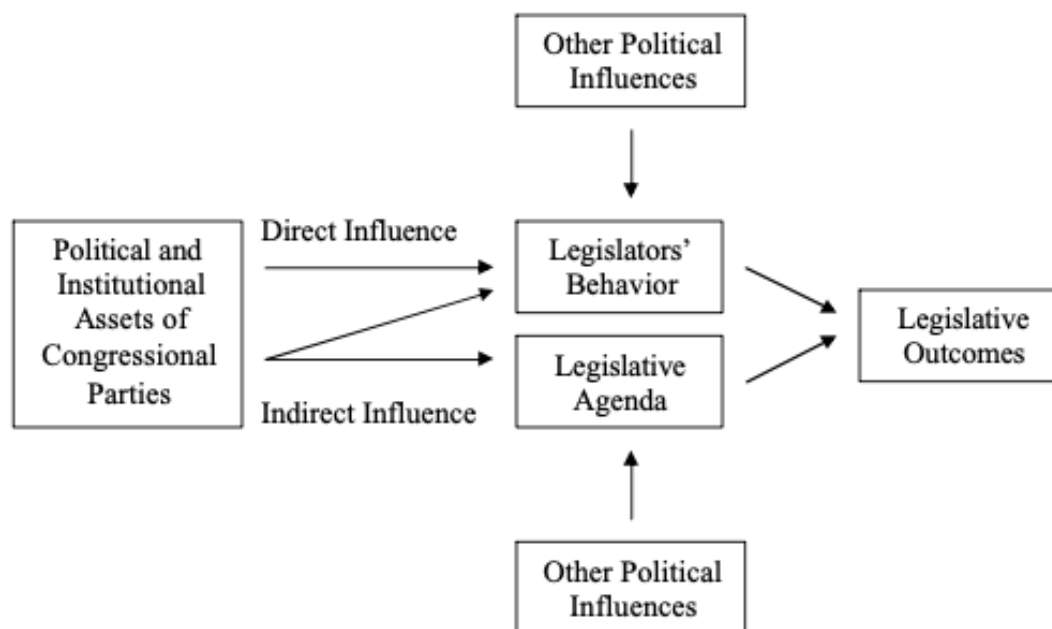 Other Political
Influences
Direct Influence
Political and
Institutional
Assets of
Congressional
Parties
Legislators’
Behavior
Legislative
Outcomes
Legislative
Agenda
Indirect Influence
Other Political
Influences